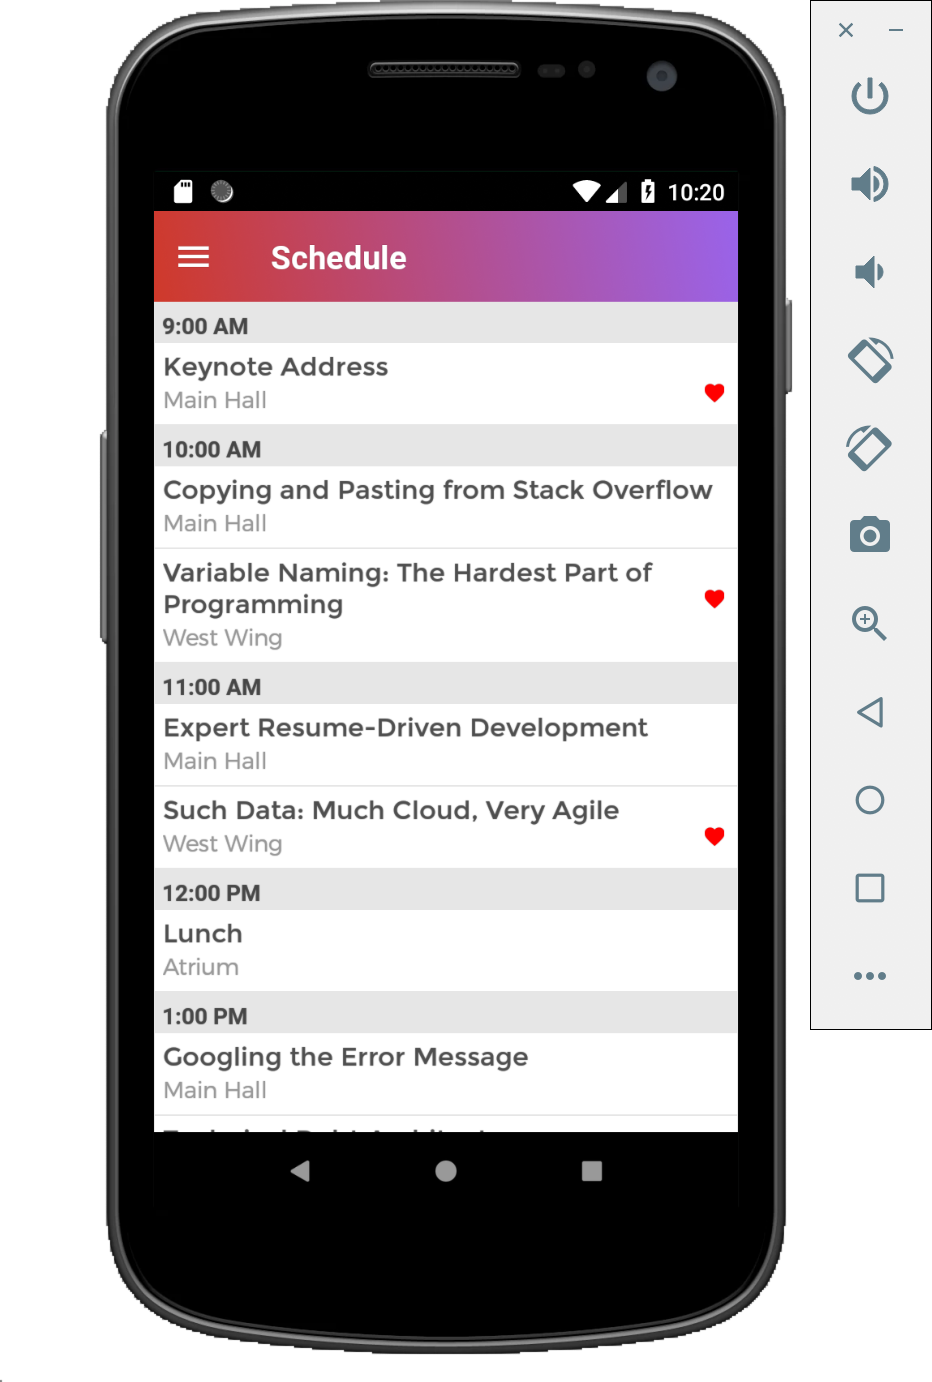 10:20
Schedule
9:00 AM
Keynote Address
Main Hall
10:00 AM
Copying and Pasting from Stack Overflow
Main Hall
Variable Naming: The Hardest Part of
Programming
West Wing
11:00 AM
Expert Resume-Driven Development
Main Hall
Such Data: Much Cloud, Very Agile
West Wing
12:00 PM
Lunch
Atrium
1:00 PM
Googling the Error Message
Main Hall